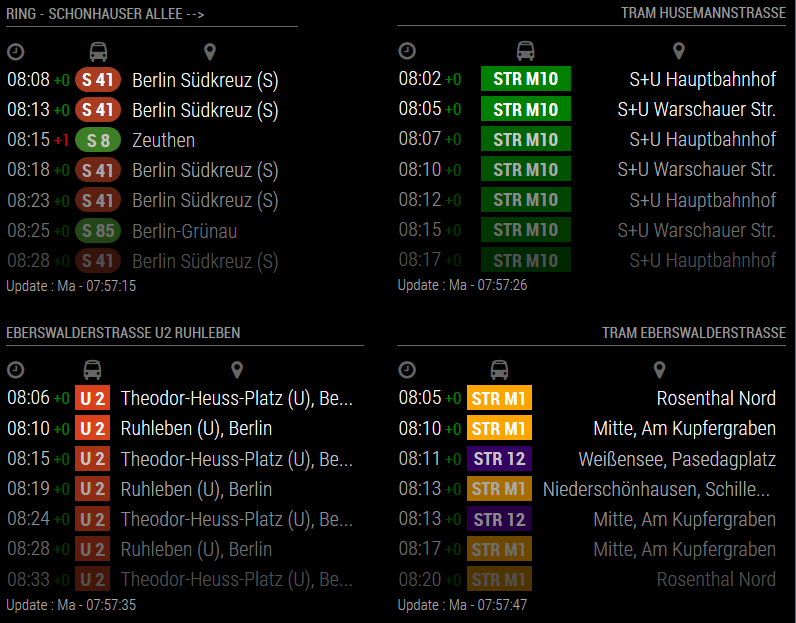 RING - SCHONHAUSER ALLEE -->
08:08 +0 S 41 Berlin Südkreuz (S)
08:13 +0 S 41 Berlin Südkreuz (S)
08:15 +1 S 8 Zeuthen
08:18 +0 S 41 Berlin Südkreuz (S)
08:23 +0 S 41 Berlin Südkreuz (S)
08:25 +0 S 85 Berlin-Grünau
08:28 +0 S 41 Berlin Südkreuz (S)
Update : Ma - 07:57:15
TRAM HUSEMANNSTRASSE
08:02 +0 STR M10 S+U Hauptbahnhof
08:05 +0 STR M10 S+U Warschauer Str.
08:07 +0 STR M10 S+U Hauptbahnhof
08:10 +0 STR M10 S+U Warschauer Str.
08:12 +0 STR M10 S+U Hauptbahnhof
08:15 +0 STR M10 S+U Warschauer Str.
08:17 +0 STR M10 S+U Hauptbahnhof
Update : Ma - 07:57:26
EBERSWALDERSTRASSE U2 RUHLEBEN
08:06 +0 U 2 Theodor-Heuss-Platz (U), Be...
08:10 +0 U 2 Ruhleben (U), Berlin
08:15 +0 U 2 Theodor-Heuss-Platz (U), Be...
08:19 +0 U 2 Ruhleben (U), Berlin
08:24 +0 U 2 Theodor-Heuss-Platz (U), Be...
08:28 +0 U 2 Ruhleben (U), Berlin
08:33 +0 U 2 Theodor-Heuss-Platz (U), Be...
Update : Ma - 07:57:35
TRAM EBERSWALDERSTRASSE
08:05 +0 STR M1 Rosenthal Nord
08:10 +0 STR M1 Mitte, Am Kupfergraben
08:11 +0 STR 12 Weißensee, Pasedagplatz
08:13 +0 STR M1 Niederschönhausen, Schille...
08:13 +0 STR 12 Mitte, Am Kupfergraben
08:17 +0 STR M1 Mitte, Am Kupfergraben
08:20 +0 STR M1 Rosenthal Nord
Update : Ma - 07:57:47